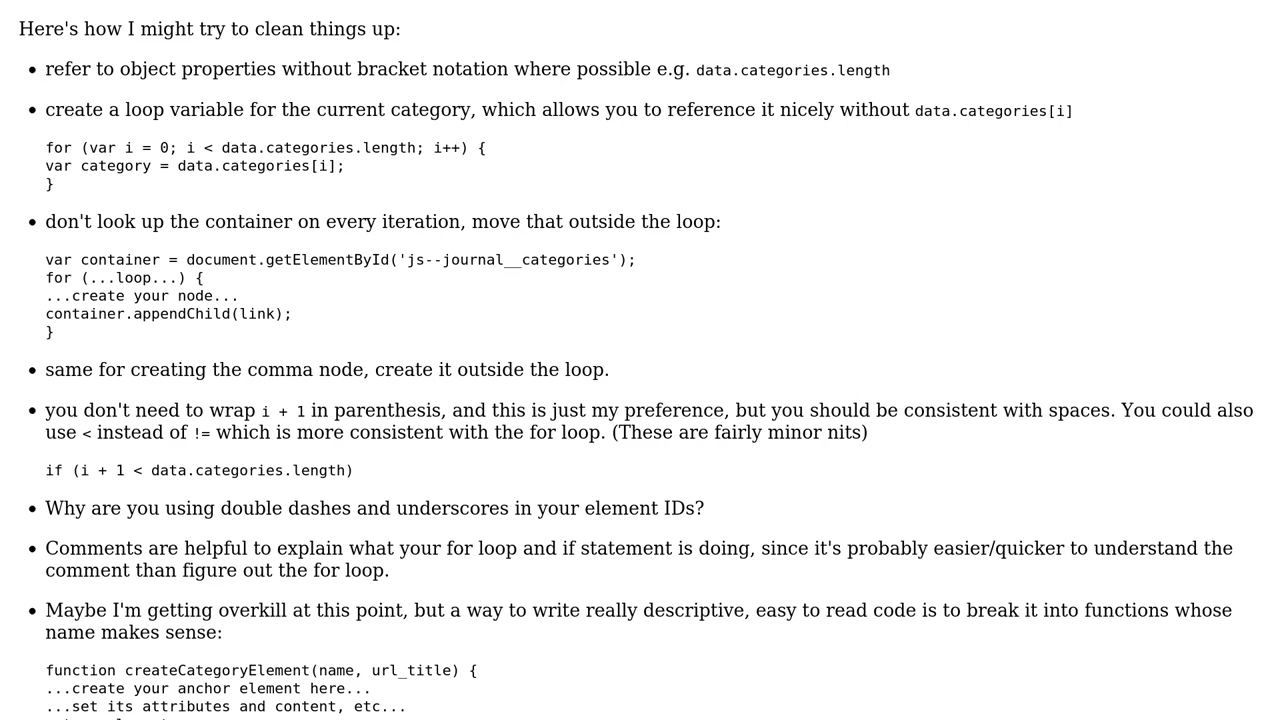 Here's how I might try to clean things up:
• refer to object properties without bracket notation where possible e.g. data.categories.length
• create a loop variable for the current category, which allows you to reference it nicely without data.categories[i]
for (var i = 0; i < data.categories.length; i++) {
var category = data.categories[i];
}
• don't look up the container on every iteration, move that outside the loop:
var container = document.getElementById('js--journal__categories');
for (...loop...) {
...create your node...
container.appendChild(link);
}
• same for creating the comma node, create it outside the loop.
• you don't need to wrap i + 1 in parenthesis, and this is just my preference, but you should be consistent with spaces. You could also
use < instead of != which is more consistent with the for loop. (These are fairly minor nits)
if (i + 1 < data.categories.length)
• Why are you using double dashes and underscores in your element IDs?
• Comments are helpful to explain what your for loop and if statement is doing, since it's probably easier/quicker to understand the
comment than figure out the for loop.
• Maybe I'm getting overkill at this point, but a way to write really descriptive, easy to read code is to break it into functions whose
name makes sense:
function createCategoryElement(name, url_title) {
...create your anchor element here...
...set its attributes and content, etc...